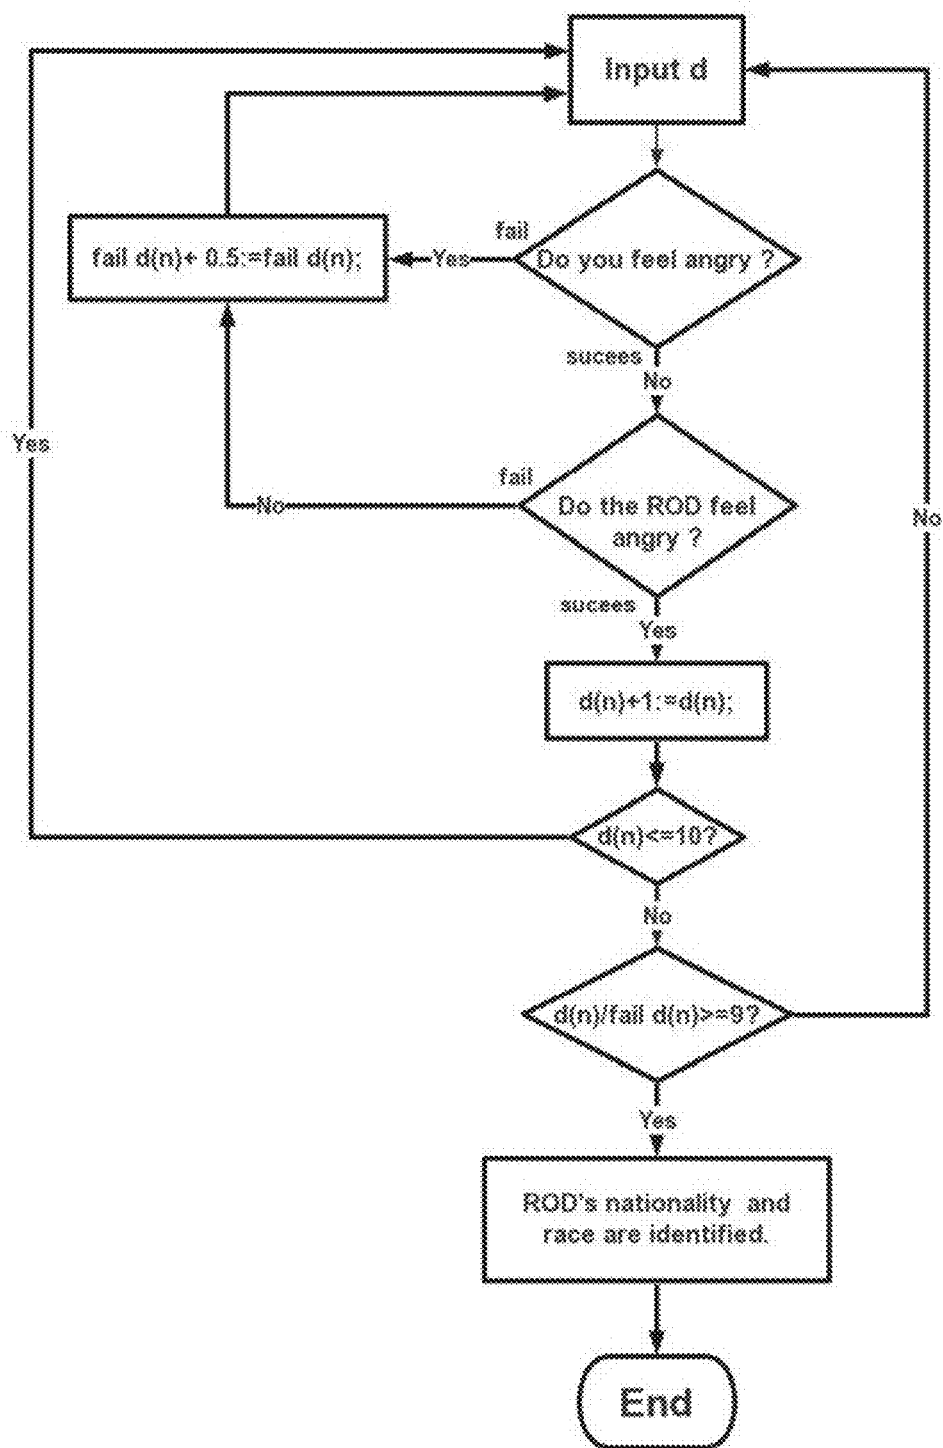 Input d
fail
Do you feel angry ?
Yes
fail d(n)+ 0.5:=fail d(n);
sucees
No
Yes
fail
Do the ROD feel
angry ?
No
No
sucees
Yes
d(n)+1:=d(n);
d(n)<=10?
No
d(n)/fail d(n)>=9?
Yes
ROD's nationality and
race are identified.
End